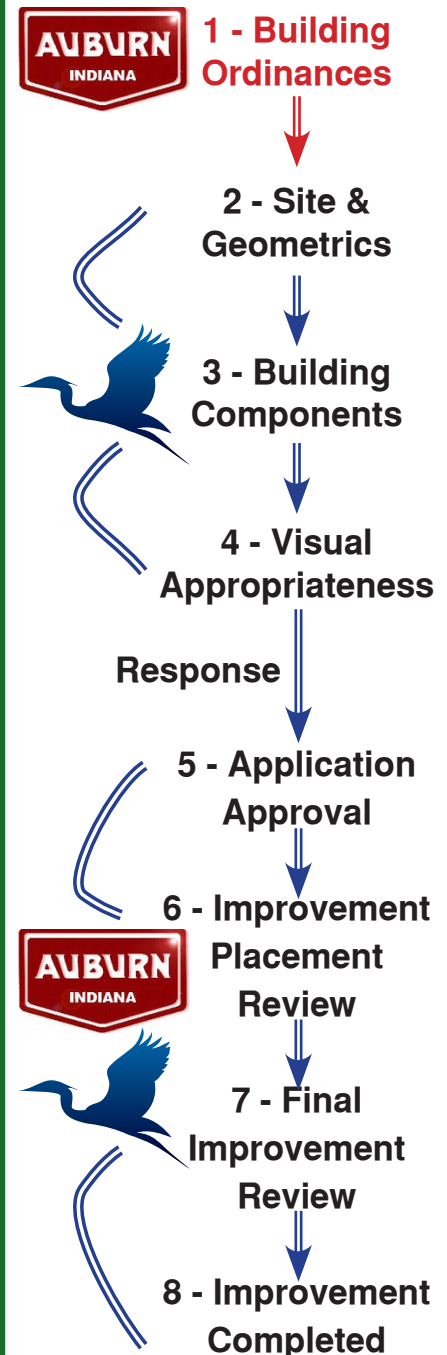 AUBURN
INDIANA
1 - Building
Ordinances
2 - Site &
Geometrics
3 - Building
Components
4 - Visual
Appropriateness
Response
5 - Application
Approval
6 - Improvement
Placement
Review
AUBURN
INDIANA
7 - Final
Improvement
Review
8 - Improvement
Completed